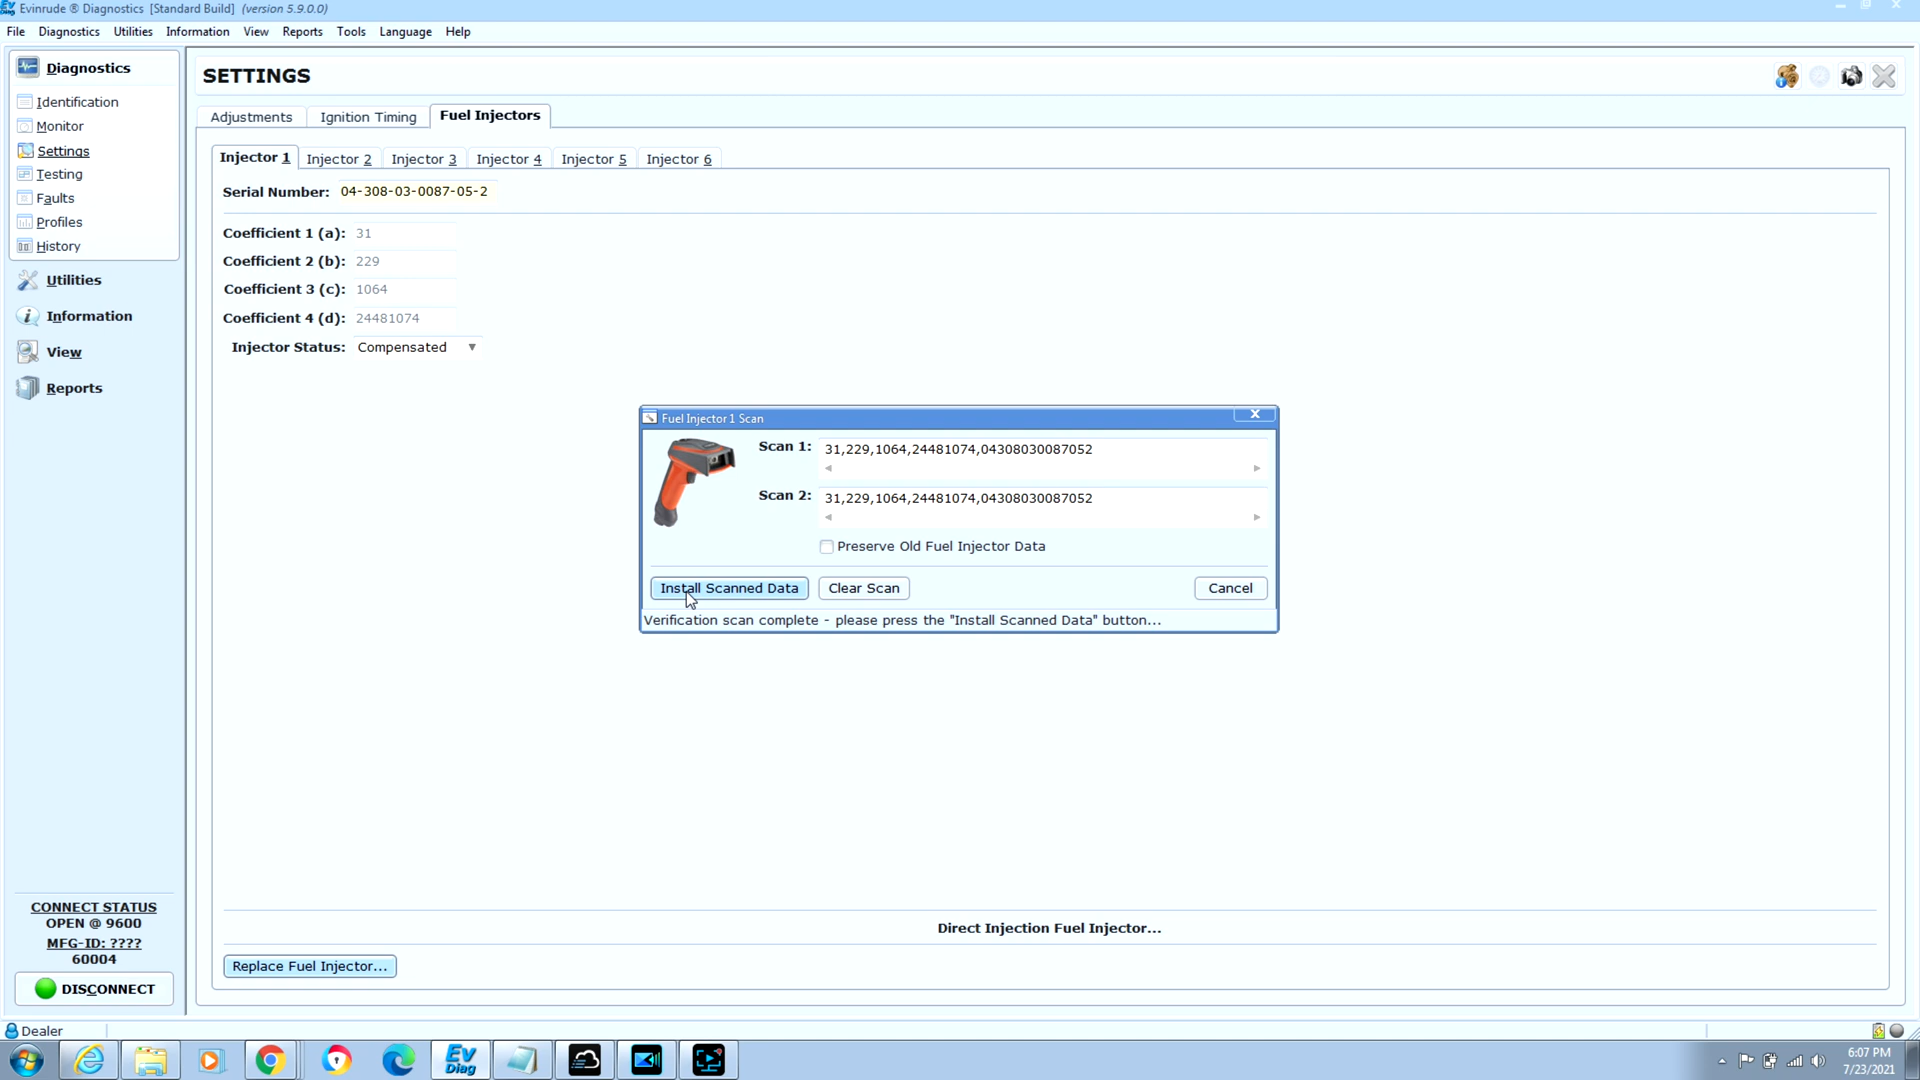 Evinrude ® Diagnostics [Standard Build] (version 5.9.0.0)
File Diagnostics Utilities Information View Reports Tools Language Help
Diagnostics
Identification
Monitor
Settings
Testing
Faults
Profiles
History
Utilities
Information
View
Reports
SETTINGS
Adjustments Ignition Timing Fuel Injectors
Injector 1 Injector 2 Injector 3 Injector 4 Injector 5 Injector 6
Serial Number: 04-308-03-0087-05-2
Coefficient 1 (a): 31
Coefficient 2 (b): 229
Coefficient 3 (c): 1064
Coefficient 4 (d): 24481074
Injector Status: Compensated
Fuel Injector 1 Scan
Scan 1: 31,229,1064,24481074,04308030087052
Scan 2: 31,229,1064,24481074,04308030087052
Preserve Old Fuel Injector Data
Install Scanned Data Clear Scan Cancel
Verification scan complete - please press the "Install Scanned Data" button...
Direct Injection Fuel Injector...
Replace Fuel Injector...
CONNECT STATUS
OPEN @ 9600
MFG-ID: ????
60004
DISCONNECT
Dealer
EV Diag
6:07 PM
7/23/2021